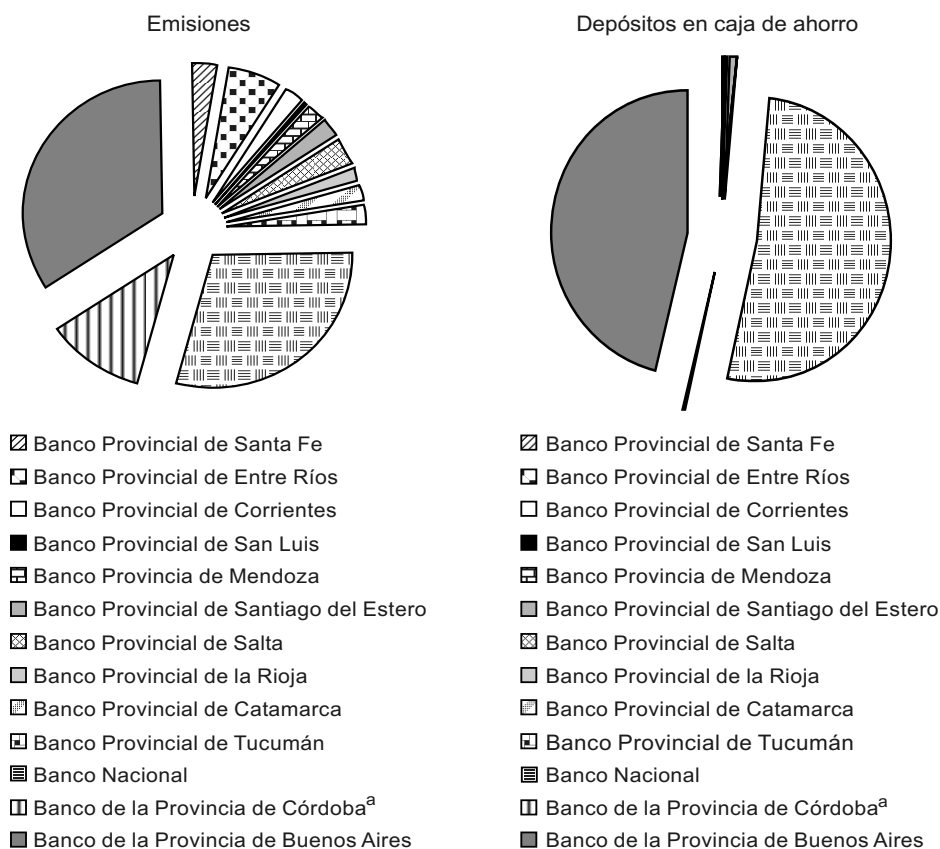 Emisiones
Banco Provincial de Santa Fe
Banco Provincial de Entre Ríos
Banco Provincial de Corrientes
Banco Provincial de San Luis
Banco Provincia de Mendoza
Banco Provincial de Santiago del Estero
Banco Provincial de Salta
Banco Provincial de la Rioja
Banco Provincial de Catamarca
Banco Provincial de Tucumán
Banco Nacional
Banco de la Provincia de Córdobaª
Banco de la Provincia de Buenos Aires
Depósitos en caja de ahorro
Banco Provincial de Santa Fe
Banco Provincial de Entre Ríos
Banco Provincial de Corrientes
Banco Provincial de San Luis
Banco Provincia de Mendoza
Banco Provincial de Santiago del Estero
Banco Provincial de Salta
Banco Provincial de la Rioja
Banco Provincial de Catamarca
Banco Provincial de Tucumán
Banco Nacional
Banco de la Provincia de Córdobaª
Banco de la Provincia de Buenos Aires